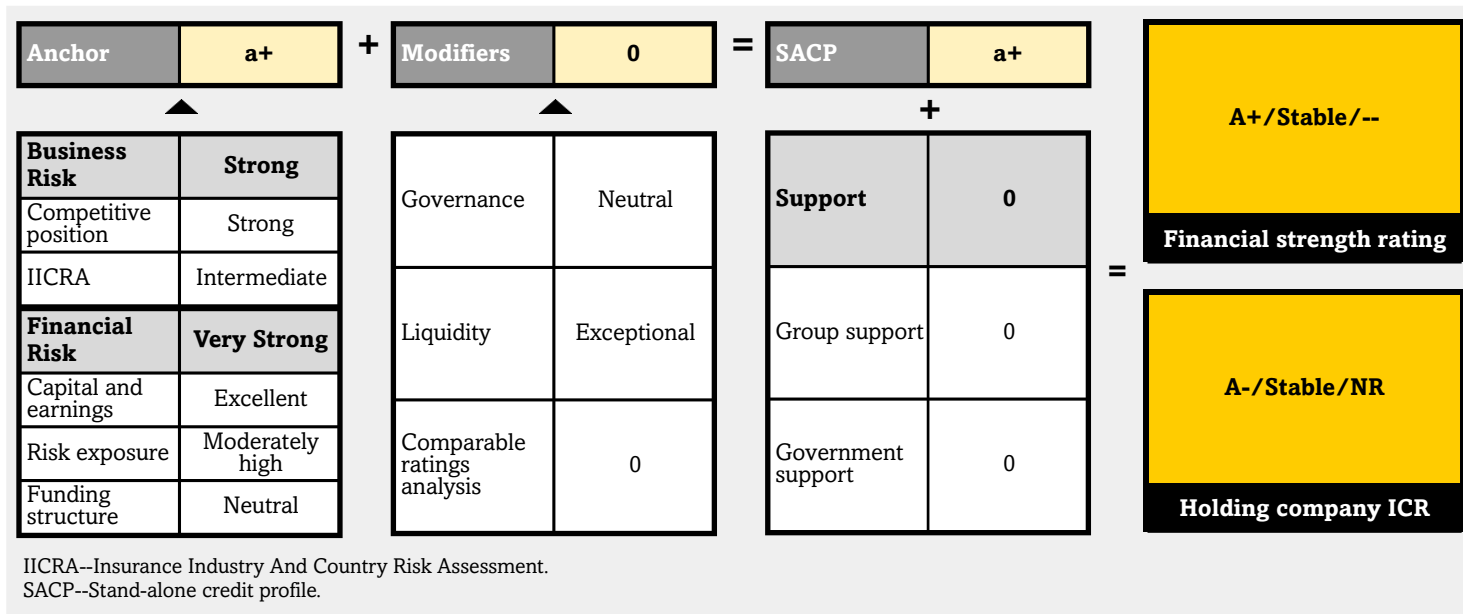 Anchor
a+
+
Modifiers
0
=
SACP
a+
+
Business
Risk
Strong
Competitive
position
Strong
IICRA
Intermediate
Financial
Risk
Very Strong
Capital and
earnings
Excellent
Risk exposure
Moderately
high
Funding
structure
Neutral
Governance
Neutral
Liquidity
Exceptional
Comparable
ratings
analysis
0
Support
0
Group support
0
Government
support
0
=
A+/Stable/--
Financial strength rating
A-/Stable/NR
Holding company ICR
IICRA--Insurance Industry And Country Risk Assessment.
SACP--Stand-alone credit profile.